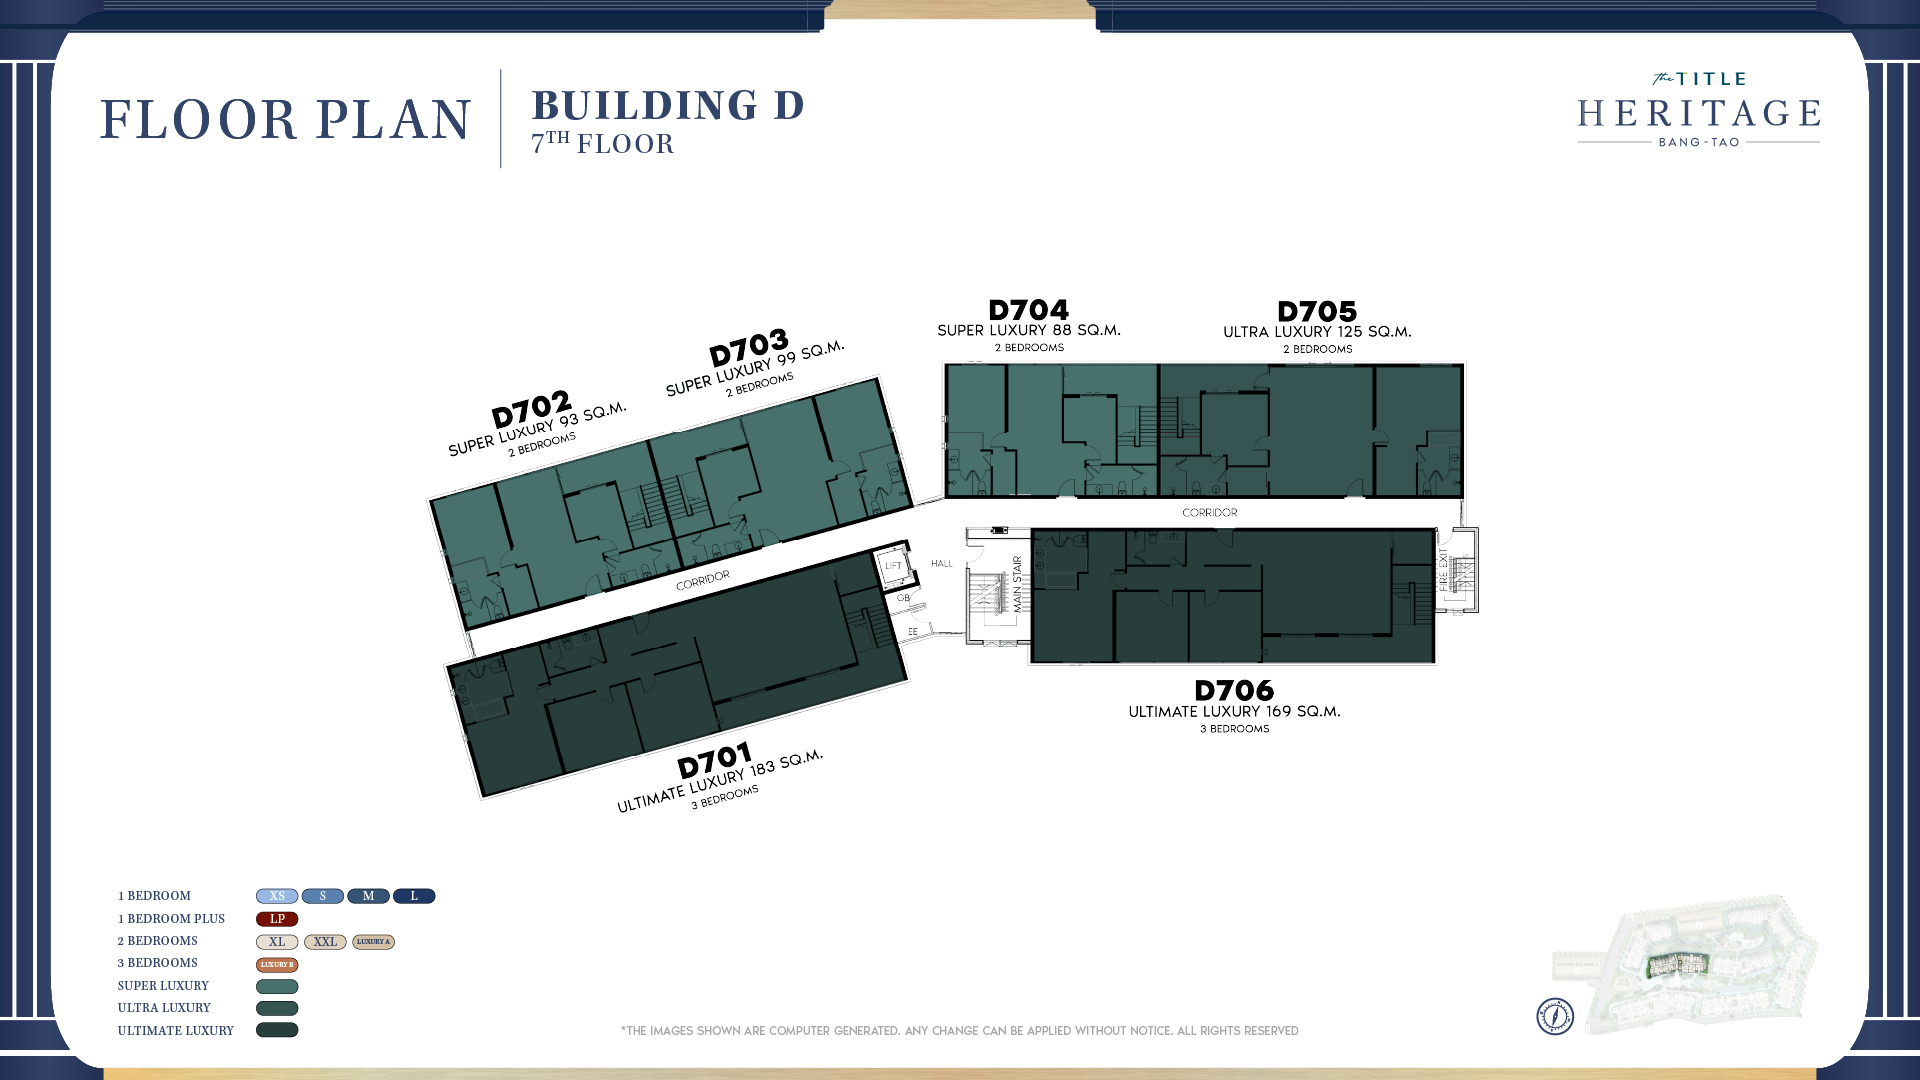 FLOOR PLAN
BUILDING D
7TH FLOOR
the TITLE
HERITAGE
BANG-TAO
D702
SUPER LUXURY 93 SQ.M.
2 BEDROOMS
D703
SUPER LUXURY 99 SQ.M.
2 BEDROOMS
D704
SUPER LUXURY 88 SQ.M.
2 BEDROOMS
D705
ULTRA LUXURY 125 SQ.M.
2 BEDROOMS
CORRIDOR
CORRIDOR
LIFT
HALL
GB
EE
MAIN STAIR
FIRE EXIT
D701
ULTIMATE LUXURY 183 SQ.M.
3 BEDROOMS
D706
ULTIMATE LUXURY 169 SQ.M.
3 BEDROOMS
1 BEDROOM XS S M L
1 BEDROOM PLUS LP
2 BEDROOMS XL XXL LUXURY A
3 BEDROOMS LUXURY B
SUPER LUXURY
ULTRA LUXURY
ULTIMATE LUXURY
*THE IMAGES SHOWN ARE COMPUTER GENERATED. ANY CHANGE CAN BE APPLIED WITHOUT NOTICE. ALL RIGHTS RESERVED